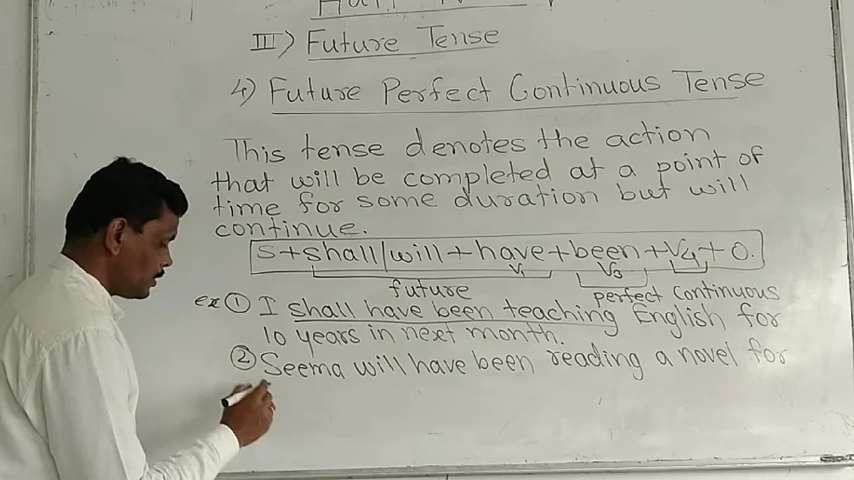 III) Future Tense
4) Future Perfect Continuous Tense
This tense denotes the action
that will be completed at a point of
time for some duration but will
continue.
S+shall/will+have+been+V4+O.
V1 V3
future perfect continuous
ex ① I shall have been teaching English for
10 years in next month.
② Seema will have been reading a novel for